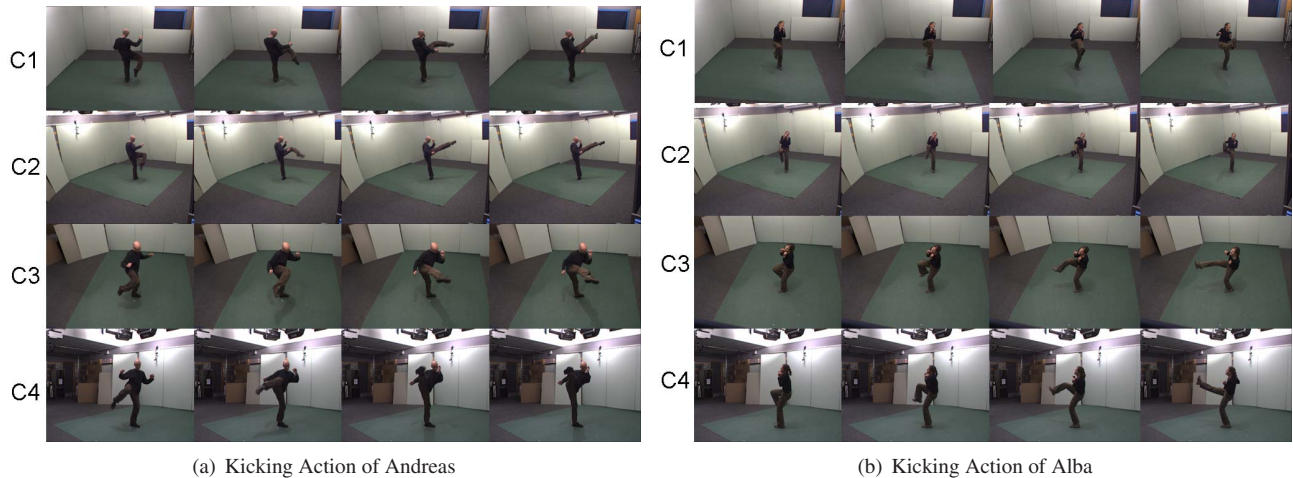 C1
C2
C3
C4
(a) Kicking Action of Andreas
C1
C2
C3
C4
(b) Kicking Action of Alba